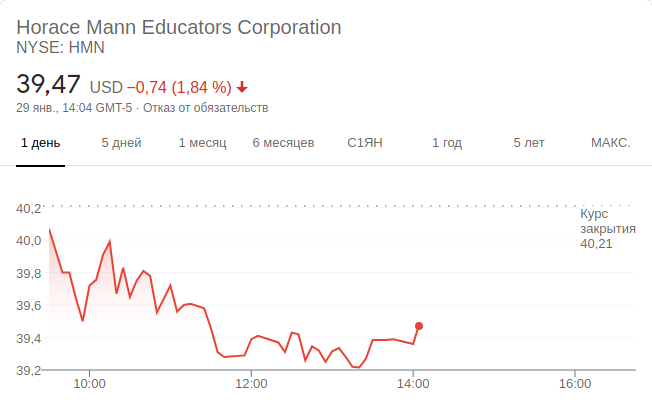 Horace Mann Educators Corporation
NYSE: HMN
39,47 USD −0,74 (1,84 %)
29 янв., 14:04 GMT-5 · Отказ от обязательств
1 день 5 дней 1 месяц 6 месяцев С1ЯН 1 год 5 лет МАКС.
40,2
Курс
закрытия
40,21
40,0
39,8
39,6
39,4
39,2
10:00 12:00 14:00 16:00